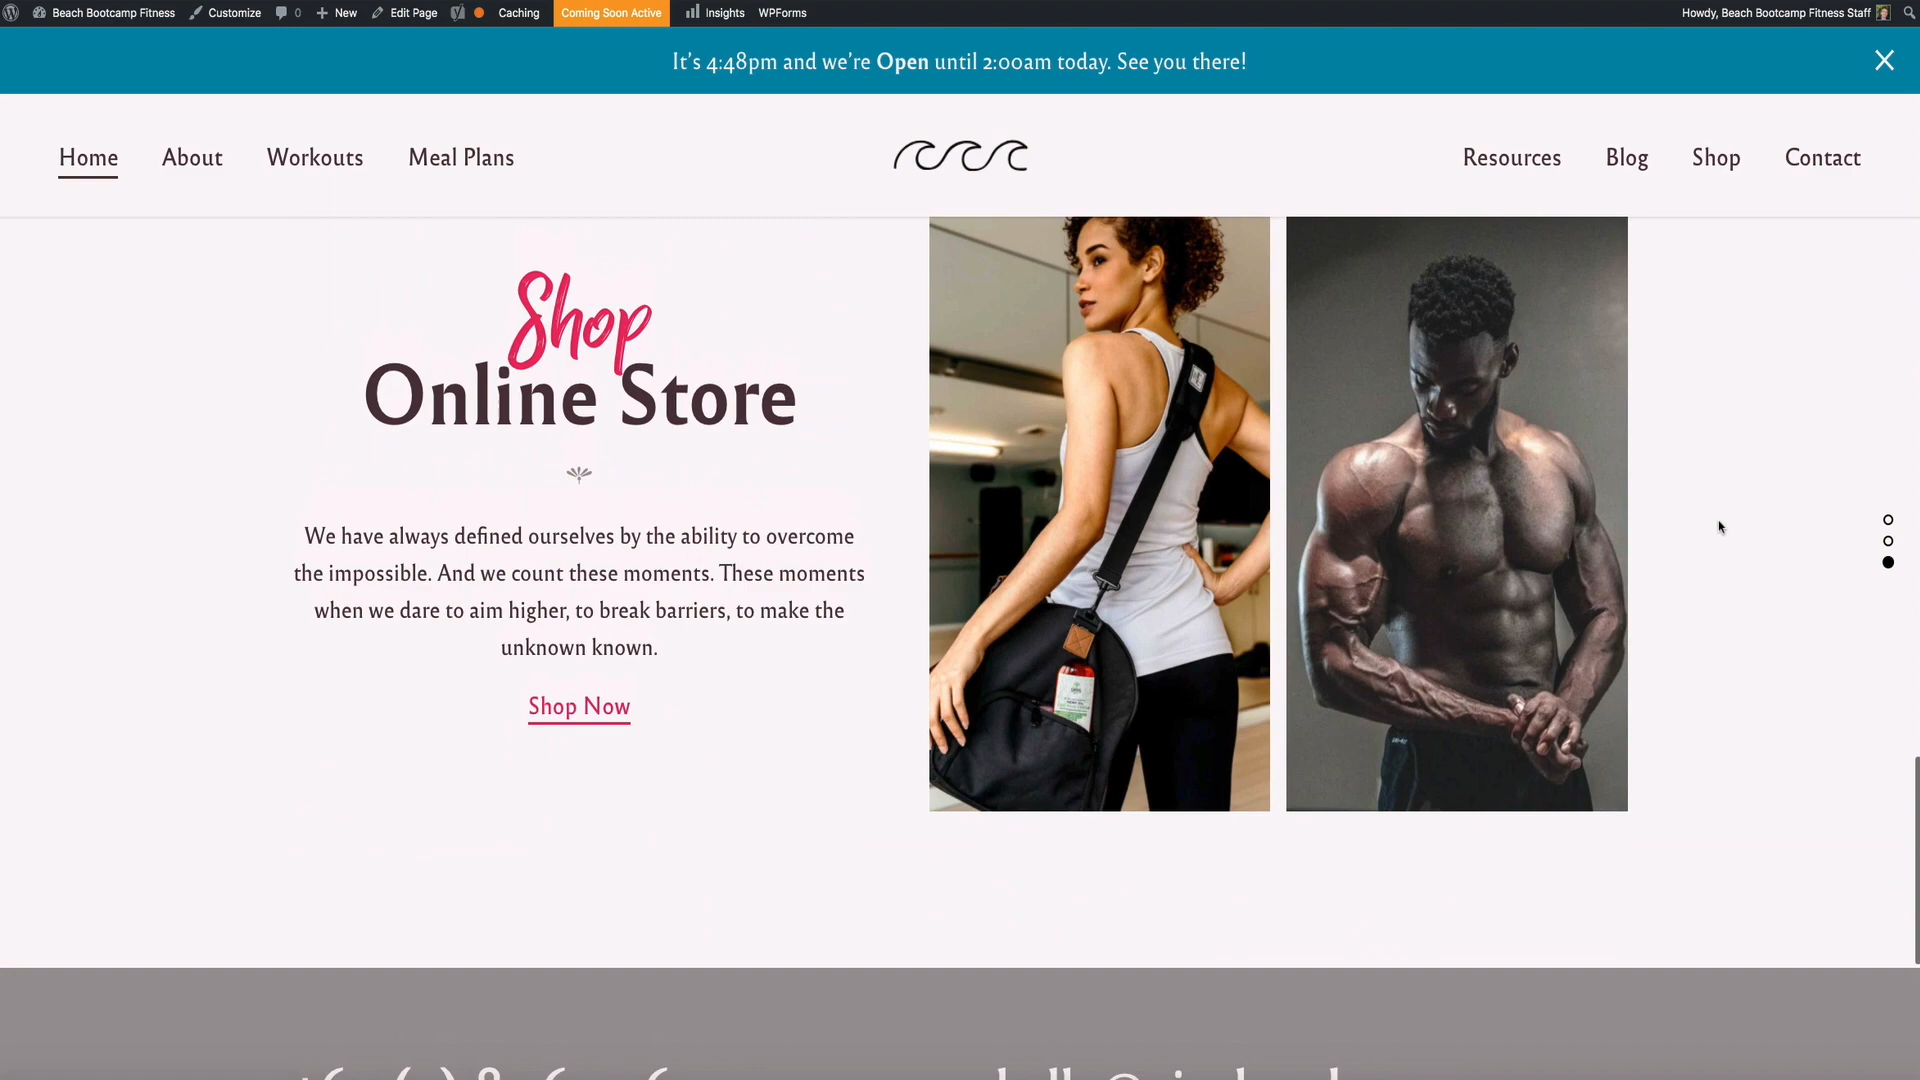 Beach Bootcamp Fitness Customize 0 New Edit Page Caching Coming Soon Active Insights WPForms Howdy, Beach Bootcamp Fitness Staff
It's 4:48pm and we're Open until 2:00am today. See you there!
Home About Workouts Meal Plans Resources Blog Shop Contact
Shop
Online Store
We have always defined ourselves by the ability to overcome
the impossible. And we count these moments. These moments
when we dare to aim higher, to break barriers, to make the
unknown known.
Shop Now